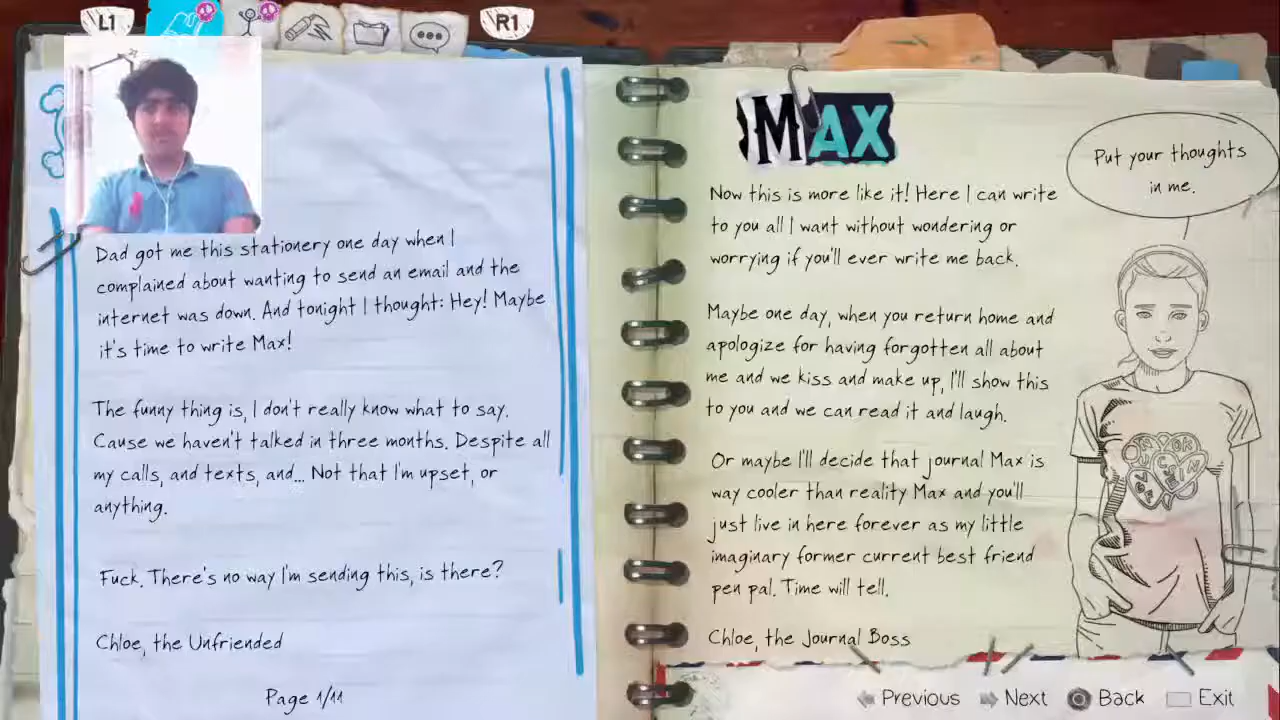 L1
R1
Dad got me this stationery one day when I
complained about wanting to send an email and the
internet was down. And tonight I thought: Hey! Maybe
it's time to write Max!
The funny thing is, I don't really know what to say.
Cause we haven't talked in three months. Despite all
my calls, and texts, and... Not that I'm upset, or
anything.
Fuck. There's no way I'm sending this, is there?
Chloe, the Unfriended
Page 1/11
MAX
Now this is more like it! Here I can write
to you all I want without wondering or
worrying if you'll ever write me back.
Maybe one day, when you return home and
apologize for having forgotten all about
me and we kiss and make up, I'll show this
to you and we can read it and laugh.
Or maybe I'll decide that journal Max is
way cooler than reality Max and you'll
just live in here forever as my little
imaginary former current best friend
pen pal. Time will tell.
Chloe, the Journal Boss
Put your thoughts
in me.
Previous Next Back Exit